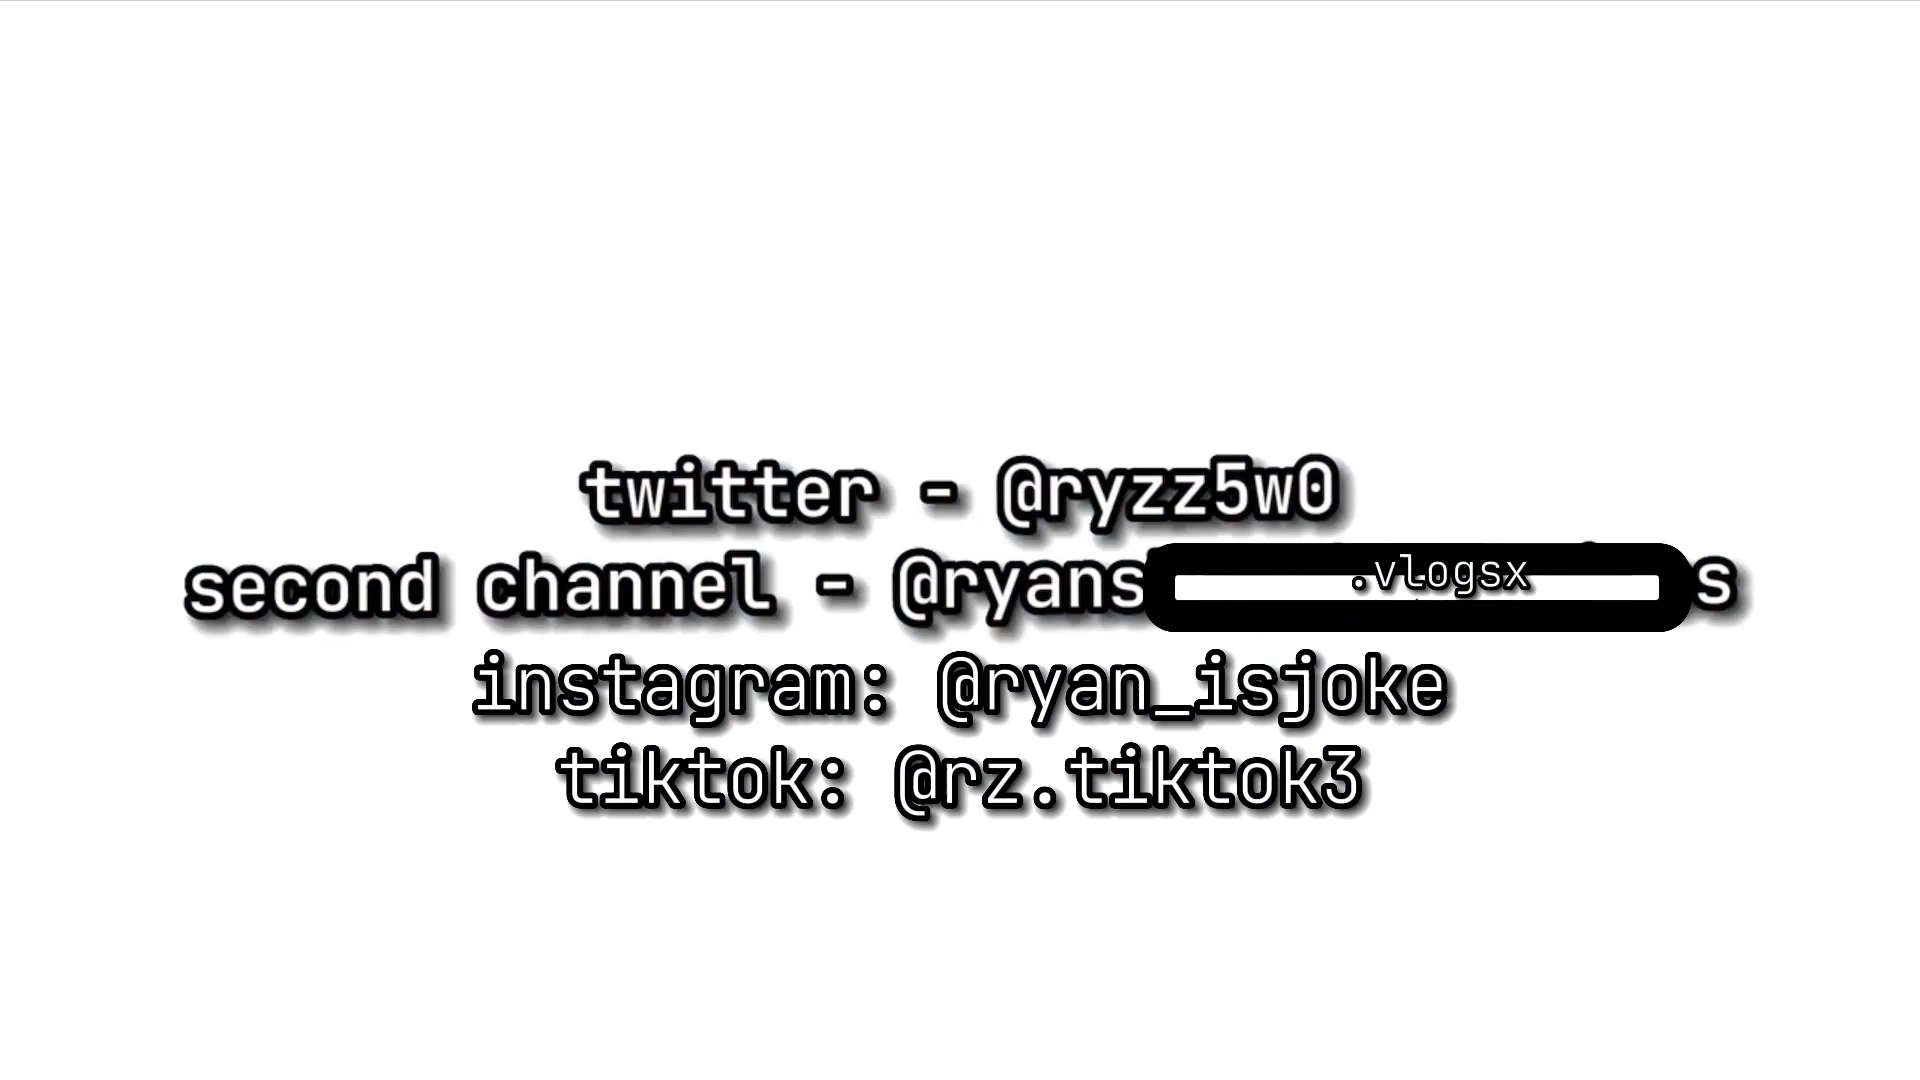 twitter - @ryzz5w0
second channel - @ryans .vlogsx s
instagram: @ryan_isjoke
tiktok: @rz.tiktok3